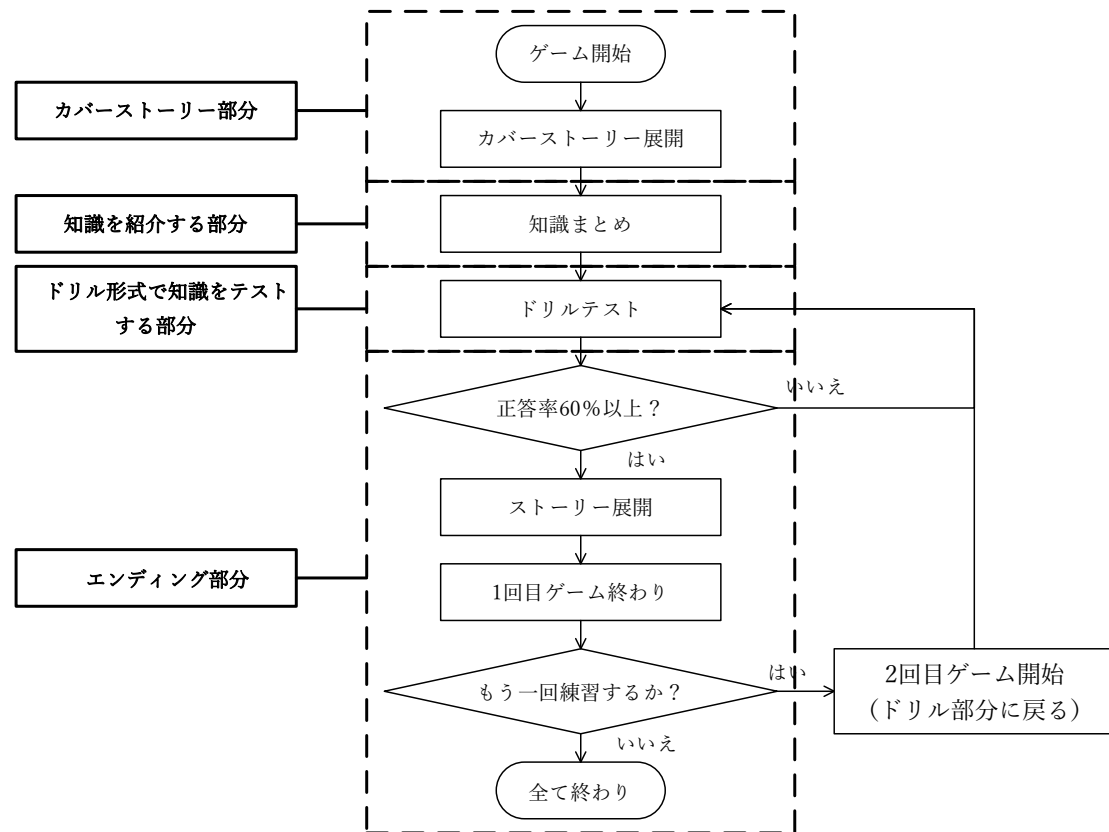 ゲーム開始
カバーストーリー部分
カバーストーリー展開
知識を紹介する部分
知識まとめ
ドリル形式で知識をテスト
する部分
ドリルテスト
正答率60%以上？
いいえ
はい
ストーリー展開
エンディング部分
1回目ゲーム終わり
もう一回練習するか？
はい
2回目ゲーム開始
（ドリル部分に戻る）
いいえ
全て終わり